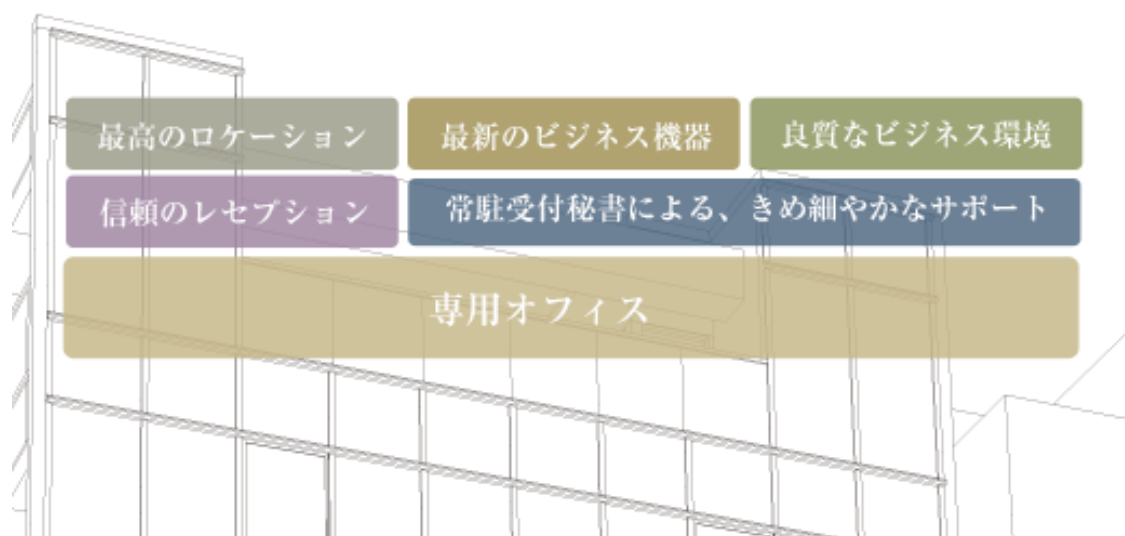 最高のロケーション
最新のビジネス機器
良質なビジネス環境
信頼のレセプション
常駐受付秘書による、きめ細やかなサポート
専用オフィス